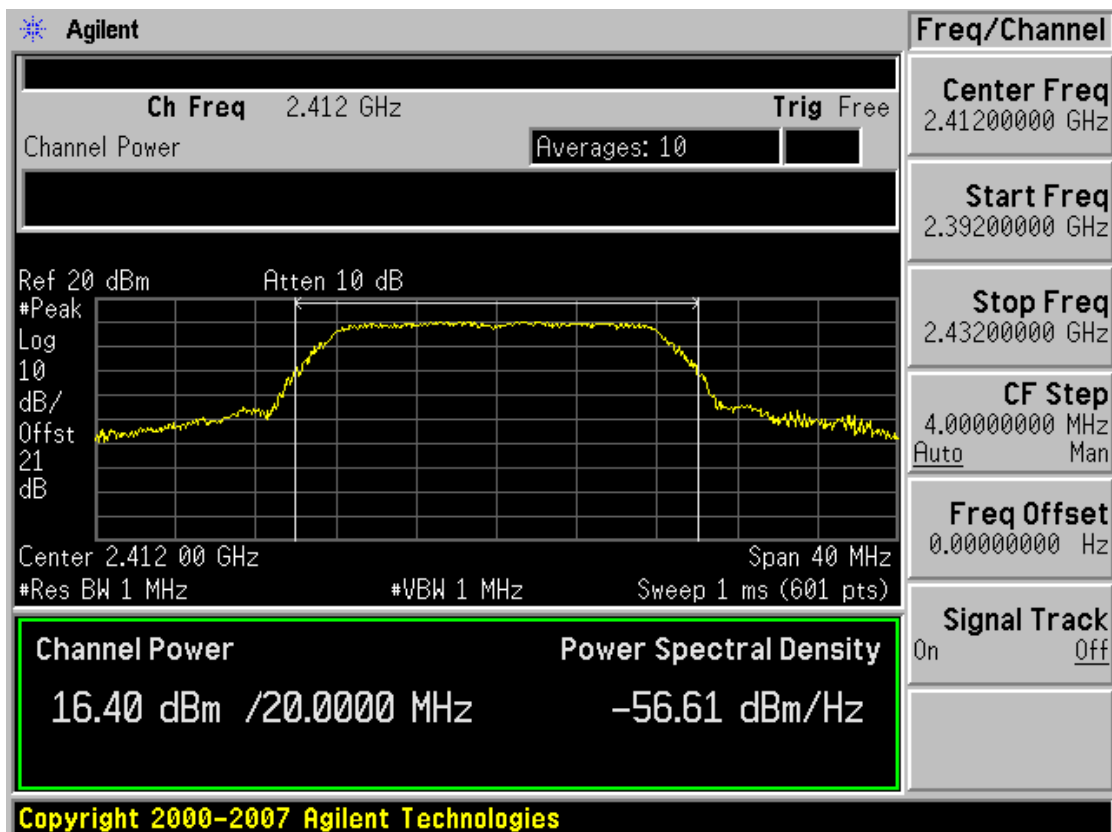 Agilent
Ch Freq 2.412 GHz Trig Free
Channel Power Averages: 10
Ref 20 dBm Atten 10 dB
#Peak
Log
10
dB/
Offst
21
dB
Center 2.412 00 GHz Span 40 MHz
#Res BW 1 MHz #VBW 1 MHz Sweep 1 ms (601 pts)
Channel Power Power Spectral Density
16.40 dBm /20.0000 MHz -56.61 dBm/Hz
Copyright 2000-2007 Agilent Technologies
Freq/Channel
Center Freq
2.41200000 GHz
Start Freq
2.39200000 GHz
Stop Freq
2.43200000 GHz
CF Step
4.00000000 MHz
Auto Man
Freq Offset
0.00000000 Hz
Signal Track
On Off